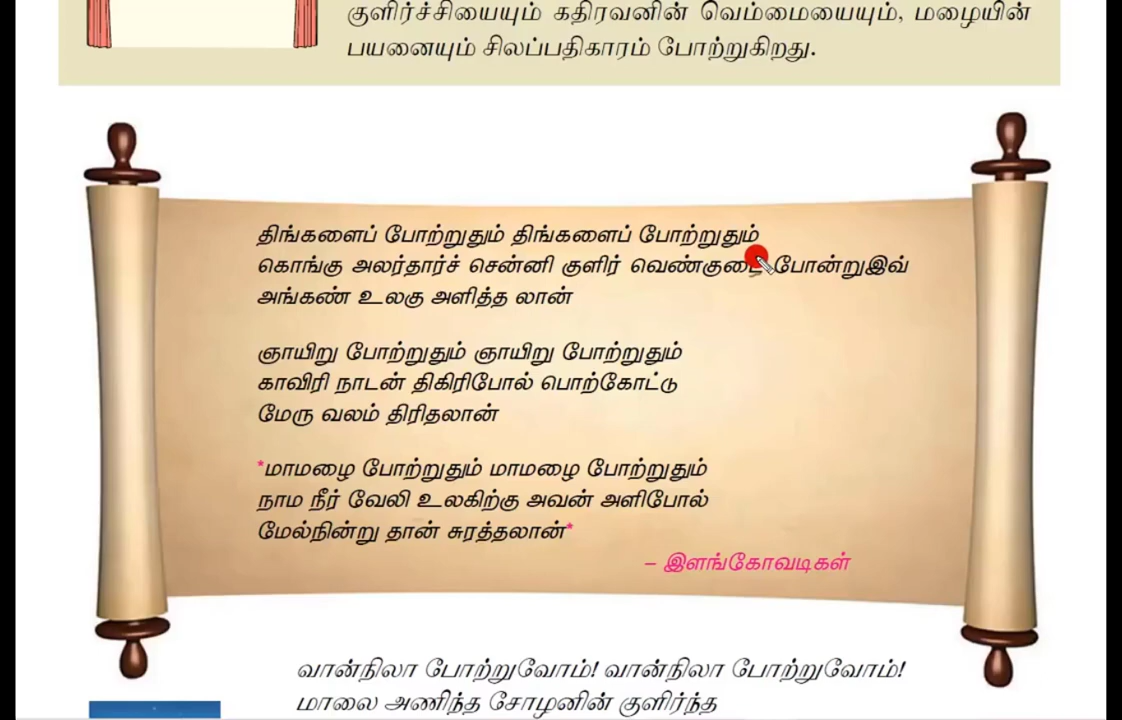 குளிர்ச்சியையும் கதிரவனின் வெம்மையையும், மழையின்
பயனையும் சிலப்பதிகாரம் போற்றுகிறது.
திங்களைப் போற்றுதும் திங்களைப் போற்றுதும்
கொங்கு அலர்தார்ச் சென்னி குளிர் வெண்குடை போன்றுஇவ்
அங்கண் உலகு அளித்த லான்
ஞாயிறு போற்றுதும் ஞாயிறு போற்றுதும்
காவிரி நாடன் திகிரிபோல் பொற்கோட்டு
மேரு வலம் திரிதலான்
*மாமழை போற்றுதும் மாமழை போற்றுதும்
நாம நீர் வேலி உலகிற்கு அவன் அளிபோல்
மேல்நின்று தான் சுரத்தலான்*
– இளங்கோவடிகள்
வான்நிலா போற்றுவோம்! வான்நிலா போற்றுவோம்!
மாலை அணிந்த சோழனின் குளிர்ந்த